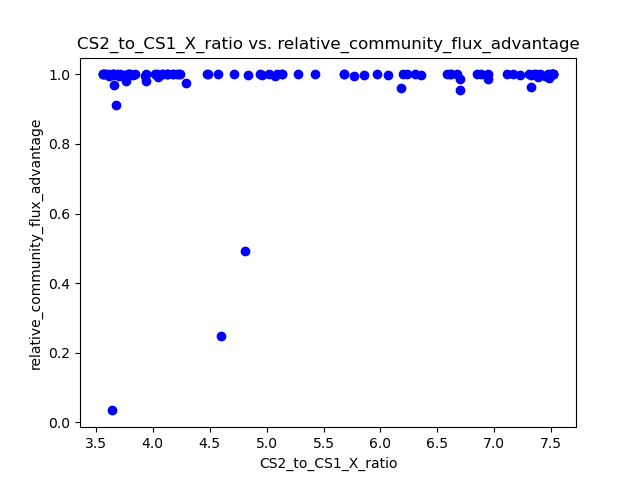 CS2_to_CS1_X_ratio vs. relative_community_flux_advantage
1.0
0.8
0.6
0.4
0.2
0.0
relative_community_flux_advantage
3.5 4.0 4.5 5.0 5.5 6.0 6.5 7.0 7.5
CS2_to_CS1_X_ratio